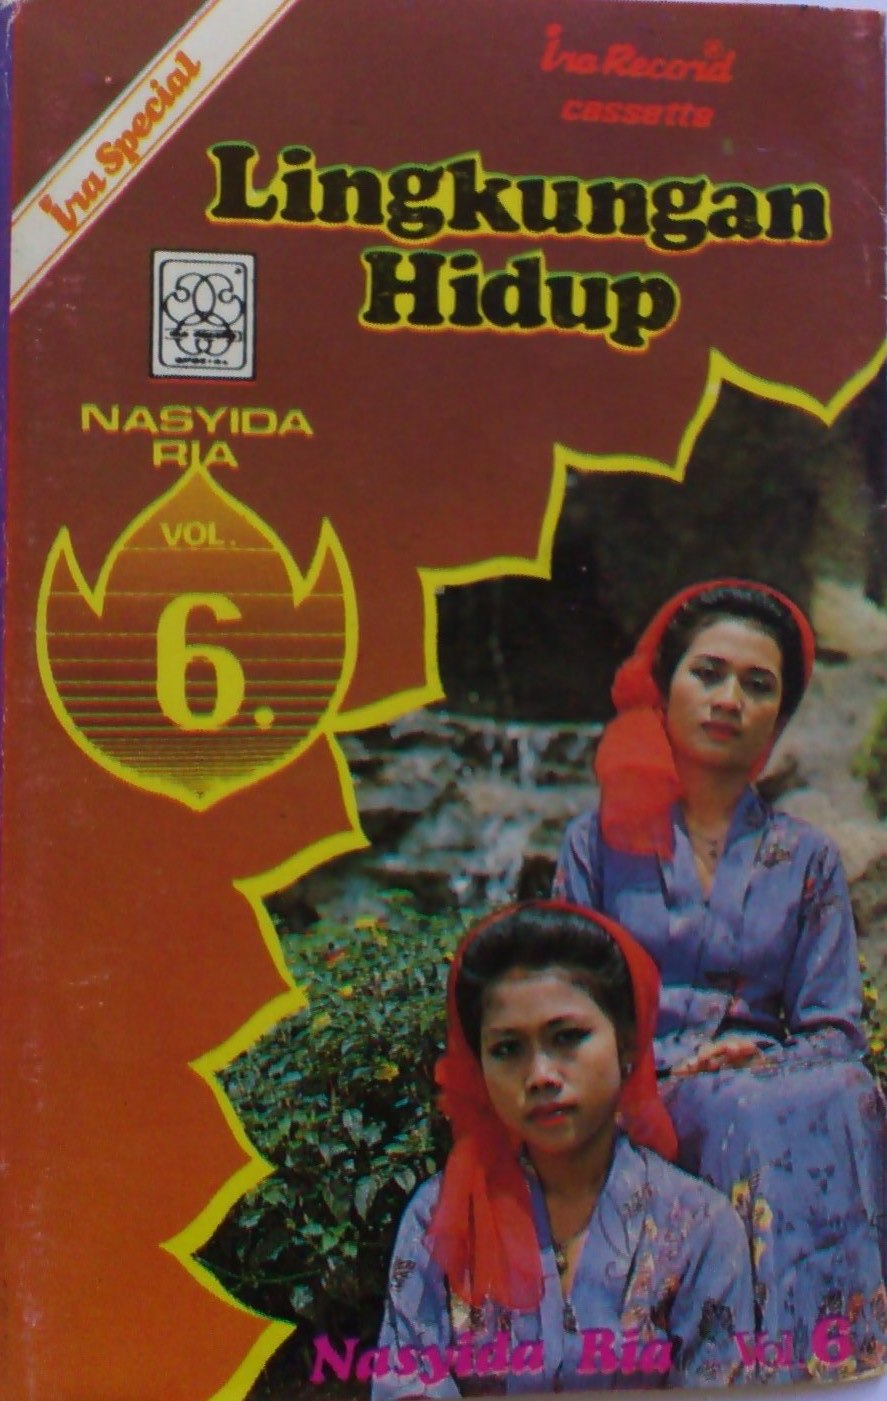 Ira Special
Ira Record®
cassette
Lingkungan
Hidup
NASYIDA
RIA
VOL.
6.
Nasyida Ria Vol. 6